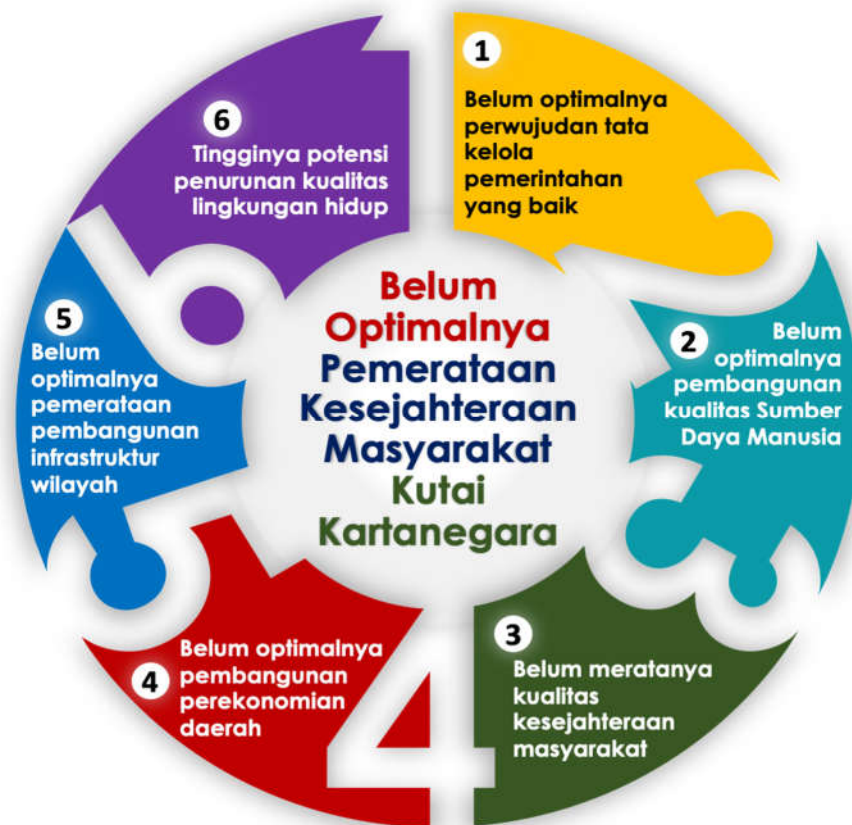 Belum
Optimalnya
Pemerataan
Kesejahteraan
Masyarakat
Kutai
Kartanegara
1
Belum optimalnya
perwujudan tata
kelola
pemerintahan
yang baik
2
Belum
optimalnya
pembangunan
kualitas Sumber
Daya Manusia
3
Belum meratanya
kualitas
kesejahteraan
masyarakat
4
Belum optimalnya
pembangunan
perekonomian
daerah
4
5
Belum
optimalnya
pemerataan
pembangunan
infrastruktur
wilayah
6
Tingginya potensi
penurunan kualitas
lingkungan hidup